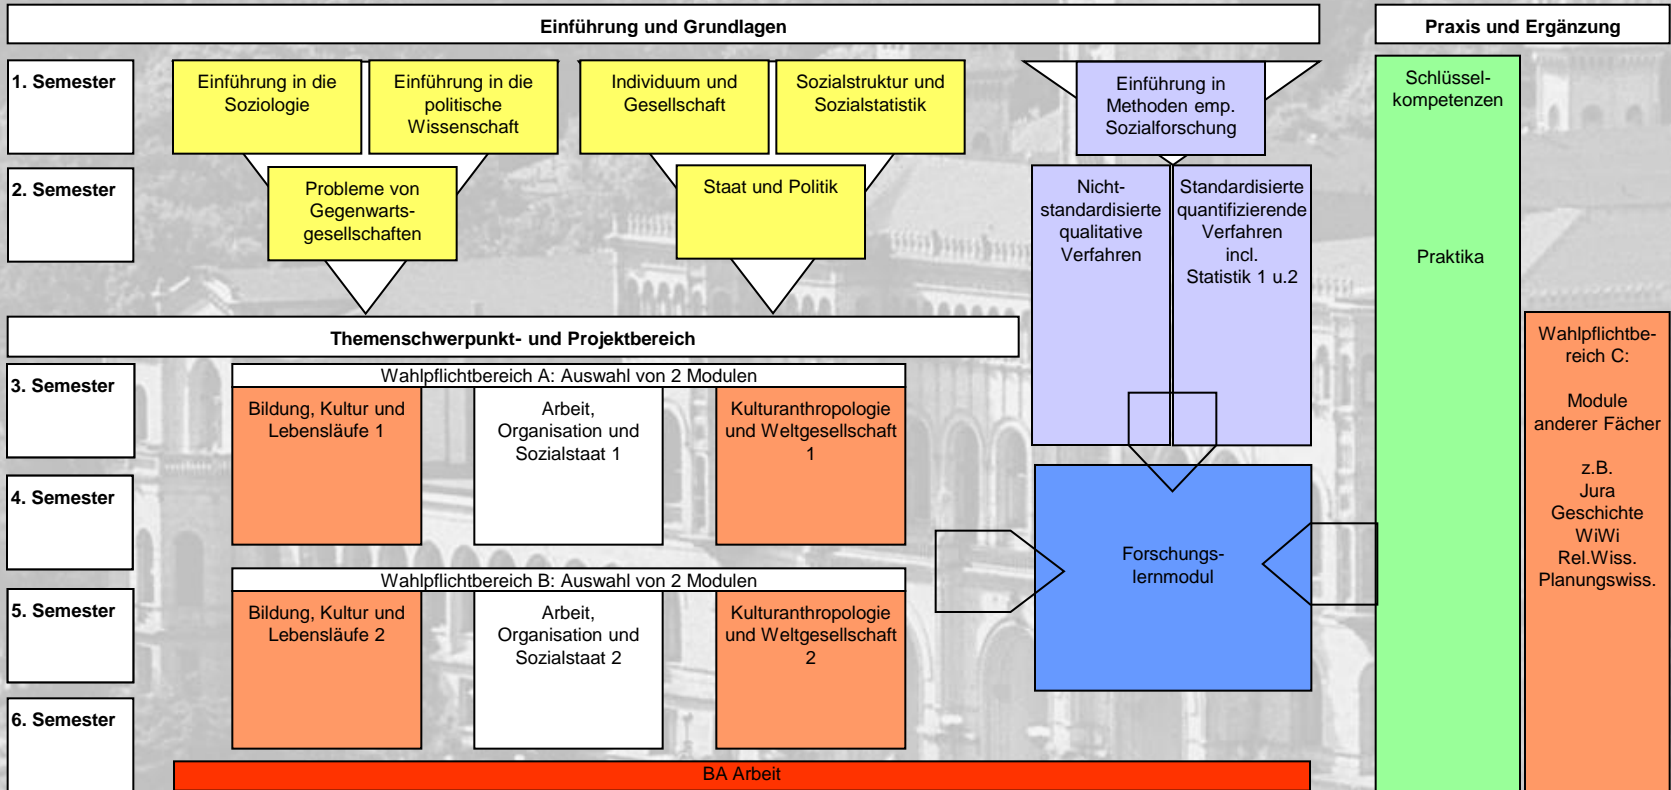 Einführung und Grundlagen
Praxis und Ergänzung
1. Semester
Einführung in die
Soziologie
Einführung in die
politische
Wissenschaft
Individuum und
Gesellschaft
Sozialstruktur und
Sozialstatistik
Einführung in
Methoden emp.
Sozialforschung
Schlüssel-
kompetenzen
2. Semester
Probleme von
Gegenwarts-
gesellschaften
Staat und Politik
Nicht-
standardisierte
qualitative
Verfahren
Standardisierte
quantifizierende
Verfahren
incl.
Statistik 1 u.2
Praktika
Themenschwerpunkt- und Projektbereich
Wahlpflichtbe-
reich C:
Module
anderer Fächer
z.B.
Jura
Geschichte
WiWi
Rel.Wiss.
Planungswiss.
3. Semester
Wahlpflichtbereich A: Auswahl von 2 Modulen
Bildung, Kultur und
Lebensläufe 1
Arbeit,
Organisation und
Sozialstaat 1
Kulturanthropologie
und Weltgesellschaft
1
4. Semester
Forschungs-
lernmodul
Wahlpflichtbereich B: Auswahl von 2 Modulen
5. Semester
Bildung, Kultur und
Lebensläufe 2
Arbeit,
Organisation und
Sozialstaat 2
Kulturanthropologie
und Weltgesellschaft
2
6. Semester
BA Arbeit